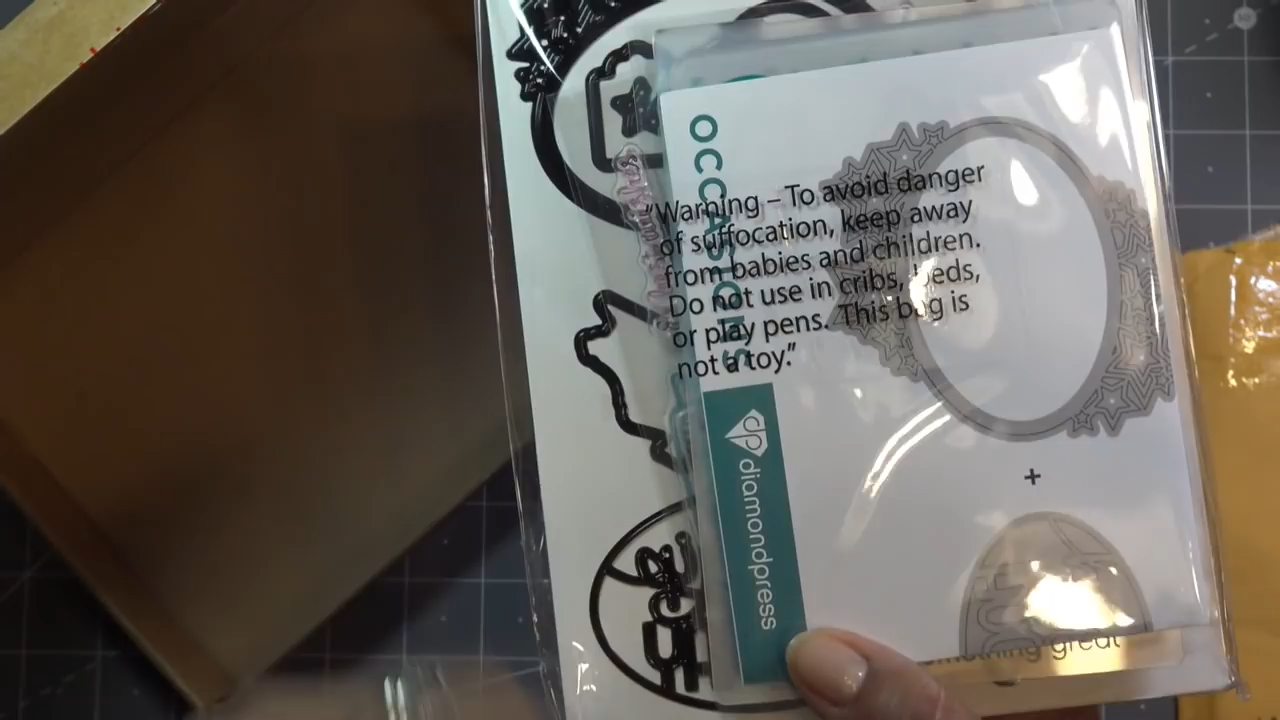 OCCASIONS
“Warning – To avoid danger
of suffocation, keep away
from babies and children.
Do not use in cribs, beds,
or play pens. This bag is
not a toy.”
dp diamondpress
+
something great